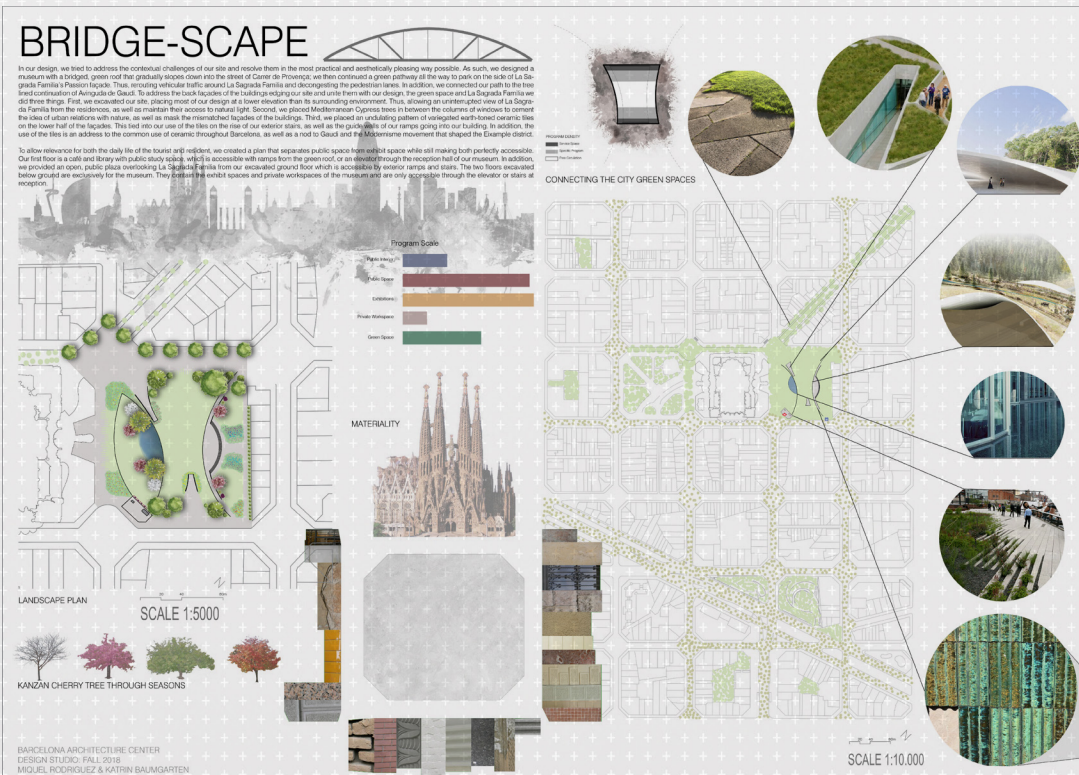 BRIDGE-SCAPE
In our design, we tried to address the contextual challenges of our site and resolve them in the most practical and aesthetically pleasing way possible. As such, we designed a
museum with a bridged, green roof that gradually slopes down into the street of Carrer de Provença; we then continued a green pathway all the way to park on the side of La Sa-
grada Família's Passion façade. Thus, rerouting vehicular traffic around La Sagrada Família and decongesting the pedestrian lanes. In addition, we connected our path to the tree
lined continuation of Avinguda de Gaudí. To address the back façades of the buildings edging our site and unite them with our design, the green space and La Sagrada Família we
did three things. First, we excavated our site, placing most of our design at a lower elevation than its surrounding environment. Thus, allowing an uninterrupted view of La Sagra-
da Família from the residences, as well as maintain their access to natural light. Second, we placed Mediterranean Cypress trees in between the columns of windows to cement
the idea of urban relations with nature, as well as mask the mismatched façades of the buildings. Third, we placed an undulating pattern of variegated earth-toned ceramic tiles
on the lower half of the façades. This tied into our use of the tiles on the rise of our exterior stairs, as well as the guide walls of our ramps going into our building. In addition, the
use of the tiles is an address to the common use of ceramic throughout Barcelona, as well as a nod to Gaudí and the Modernisme movement that shaped the Eixample district.
To allow relevance for both the daily life of the tourist and resident, we created a plan that separates public space from exhibit space while still making both perfectly accessible.
Our first floor is a café and library with public study space, which is accessible with ramps from the green roof, or an elevator through the reception hall of our museum. In addition,
we provided an open, public plaza overlooking La Sagrada Família from our excavated ground floor which is accessible by exterior ramps and stairs. The two floors excavated
below ground are exclusively for the museum. They contain the exhibit spaces and private workspaces of the museum and are only accessible through the elevator or stairs at
reception.
PROGRAM DENSITY
Service Space
Specific Program
Free Circulation
CONNECTING THE CITY GREEN SPACES
Program Scale
Public Interior
Public Space
Exhibitions
Private Workspace
Green Space
MATERIALITY
LANDSCAPE PLAN
N
SCALE 1:5000
KANZAN CHERRY TREE THROUGH SEASONS
BARCELONA ARCHITECTURE CENTER
DESIGN STUDIO: FALL 2018
MIQUEL RODRIGUEZ & KATRIN BAUMGARTEN
N
SCALE 1:10.000